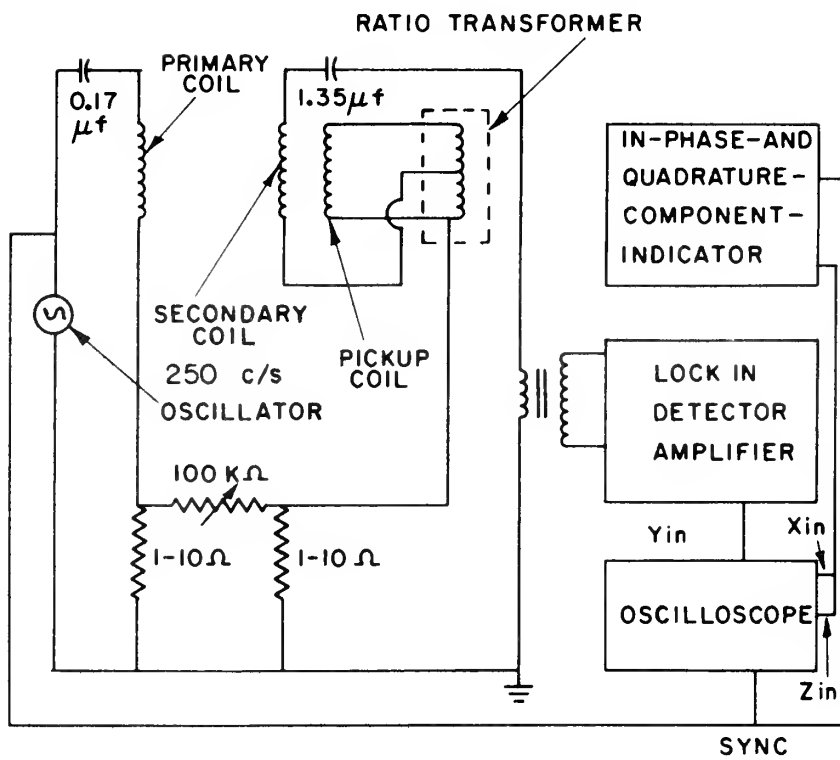 RATIO TRANSFORMER
PRIMARY
COIL
0.17
μf
1.35μf
IN-PHASE-AND
QUADRATURE-
COMPONENT-
INDICATOR
SECONDARY
COIL
PICKUP
COIL
250 c/s
OSCILLATOR
LOCK IN
DETECTOR
AMPLIFIER
100 KΩ
1-10Ω
1-10Ω
Yin
Xin
OSCILLOSCOPE
Zin
SYNC